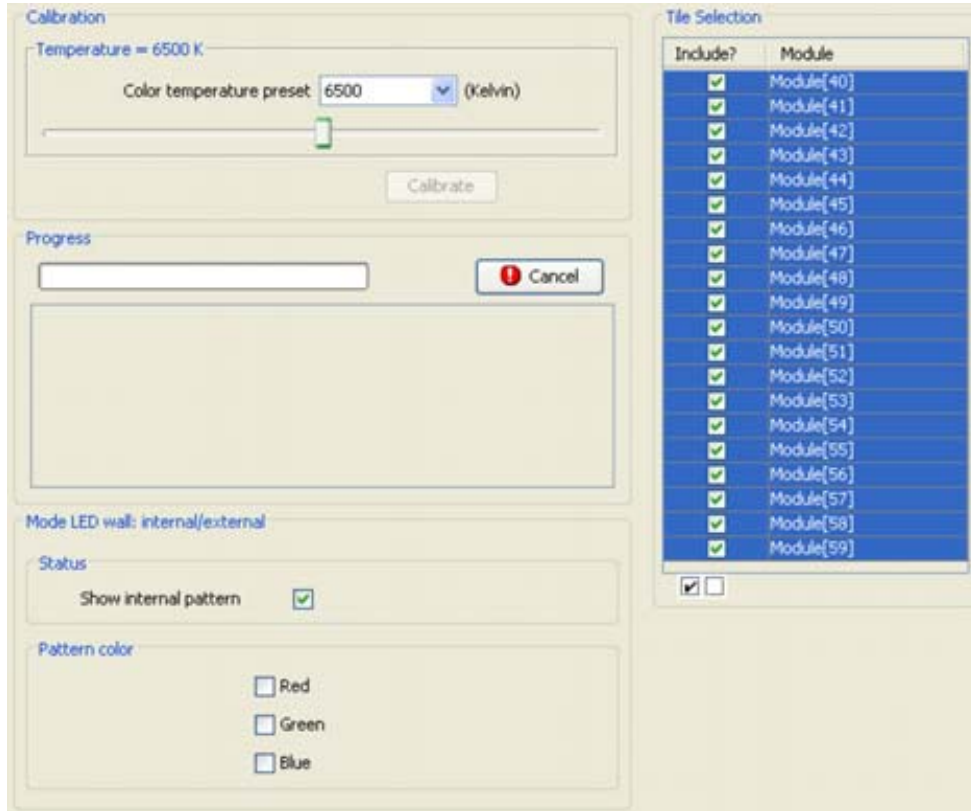 Calibration
Temperature = 6500 K
Color temperature preset 6500 (Kelvin)
Calibrate
Progress
Cancel
Mode LED wall: internal/external
Status
Show internal pattern
Pattern color
Red
Green
Blue
Tile Selection
Include? Module
Module[40]
Module[41]
Module[42]
Module[43]
Module[44]
Module[45]
Module[46]
Module[47]
Module[48]
Module[49]
Module[50]
Module[51]
Module[52]
Module[53]
Module[54]
Module[55]
Module[56]
Module[57]
Module[58]
Module[59]